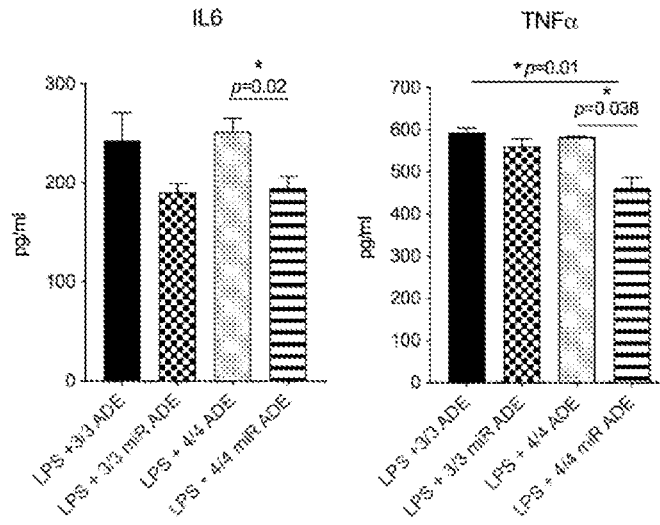 IL6
*
p=0.02
300
200
100
0
pg/ml
LPS +3/3 ADE
LPS + 3/3 miR ADE
LPS + 4/4 ADE
LPS + 4/4 miR ADE
TNFα
* p=0.01
*
p=0.038
700
600
500
400
300
200
100
0
pg/ml
LPS +3/3 ADE
LPS + 3/3 miR ADE
LPS + 4/4 ADE
LPS + 4/4 miR ADE